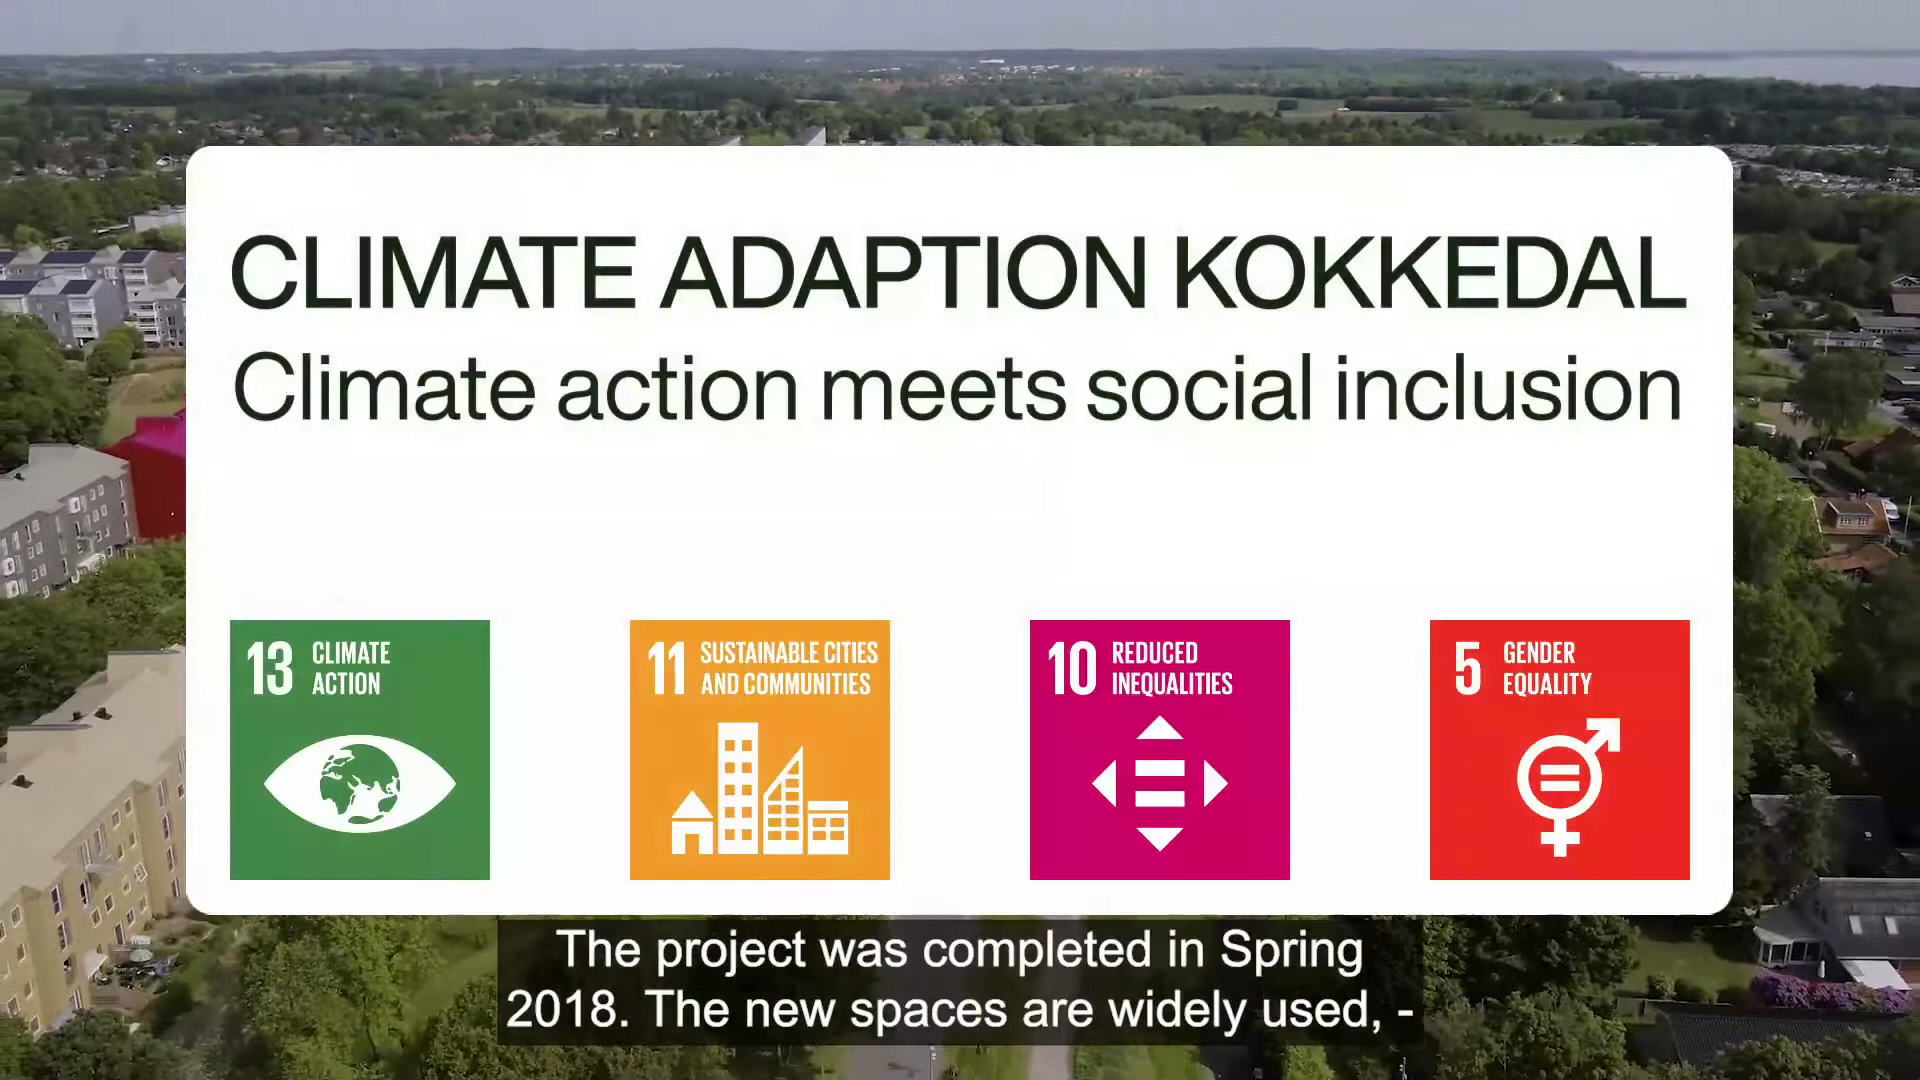 CLIMATE ADAPTION KOKKEDAL
Climate action meets social inclusion
13 CLIMATE
ACTION
11 SUSTAINABLE CITIES
AND COMMUNITIES
10 REDUCED
INEQUALITIES
5 GENDER
EQUALITY
The project was completed in Spring
2018. The new spaces are widely used, -